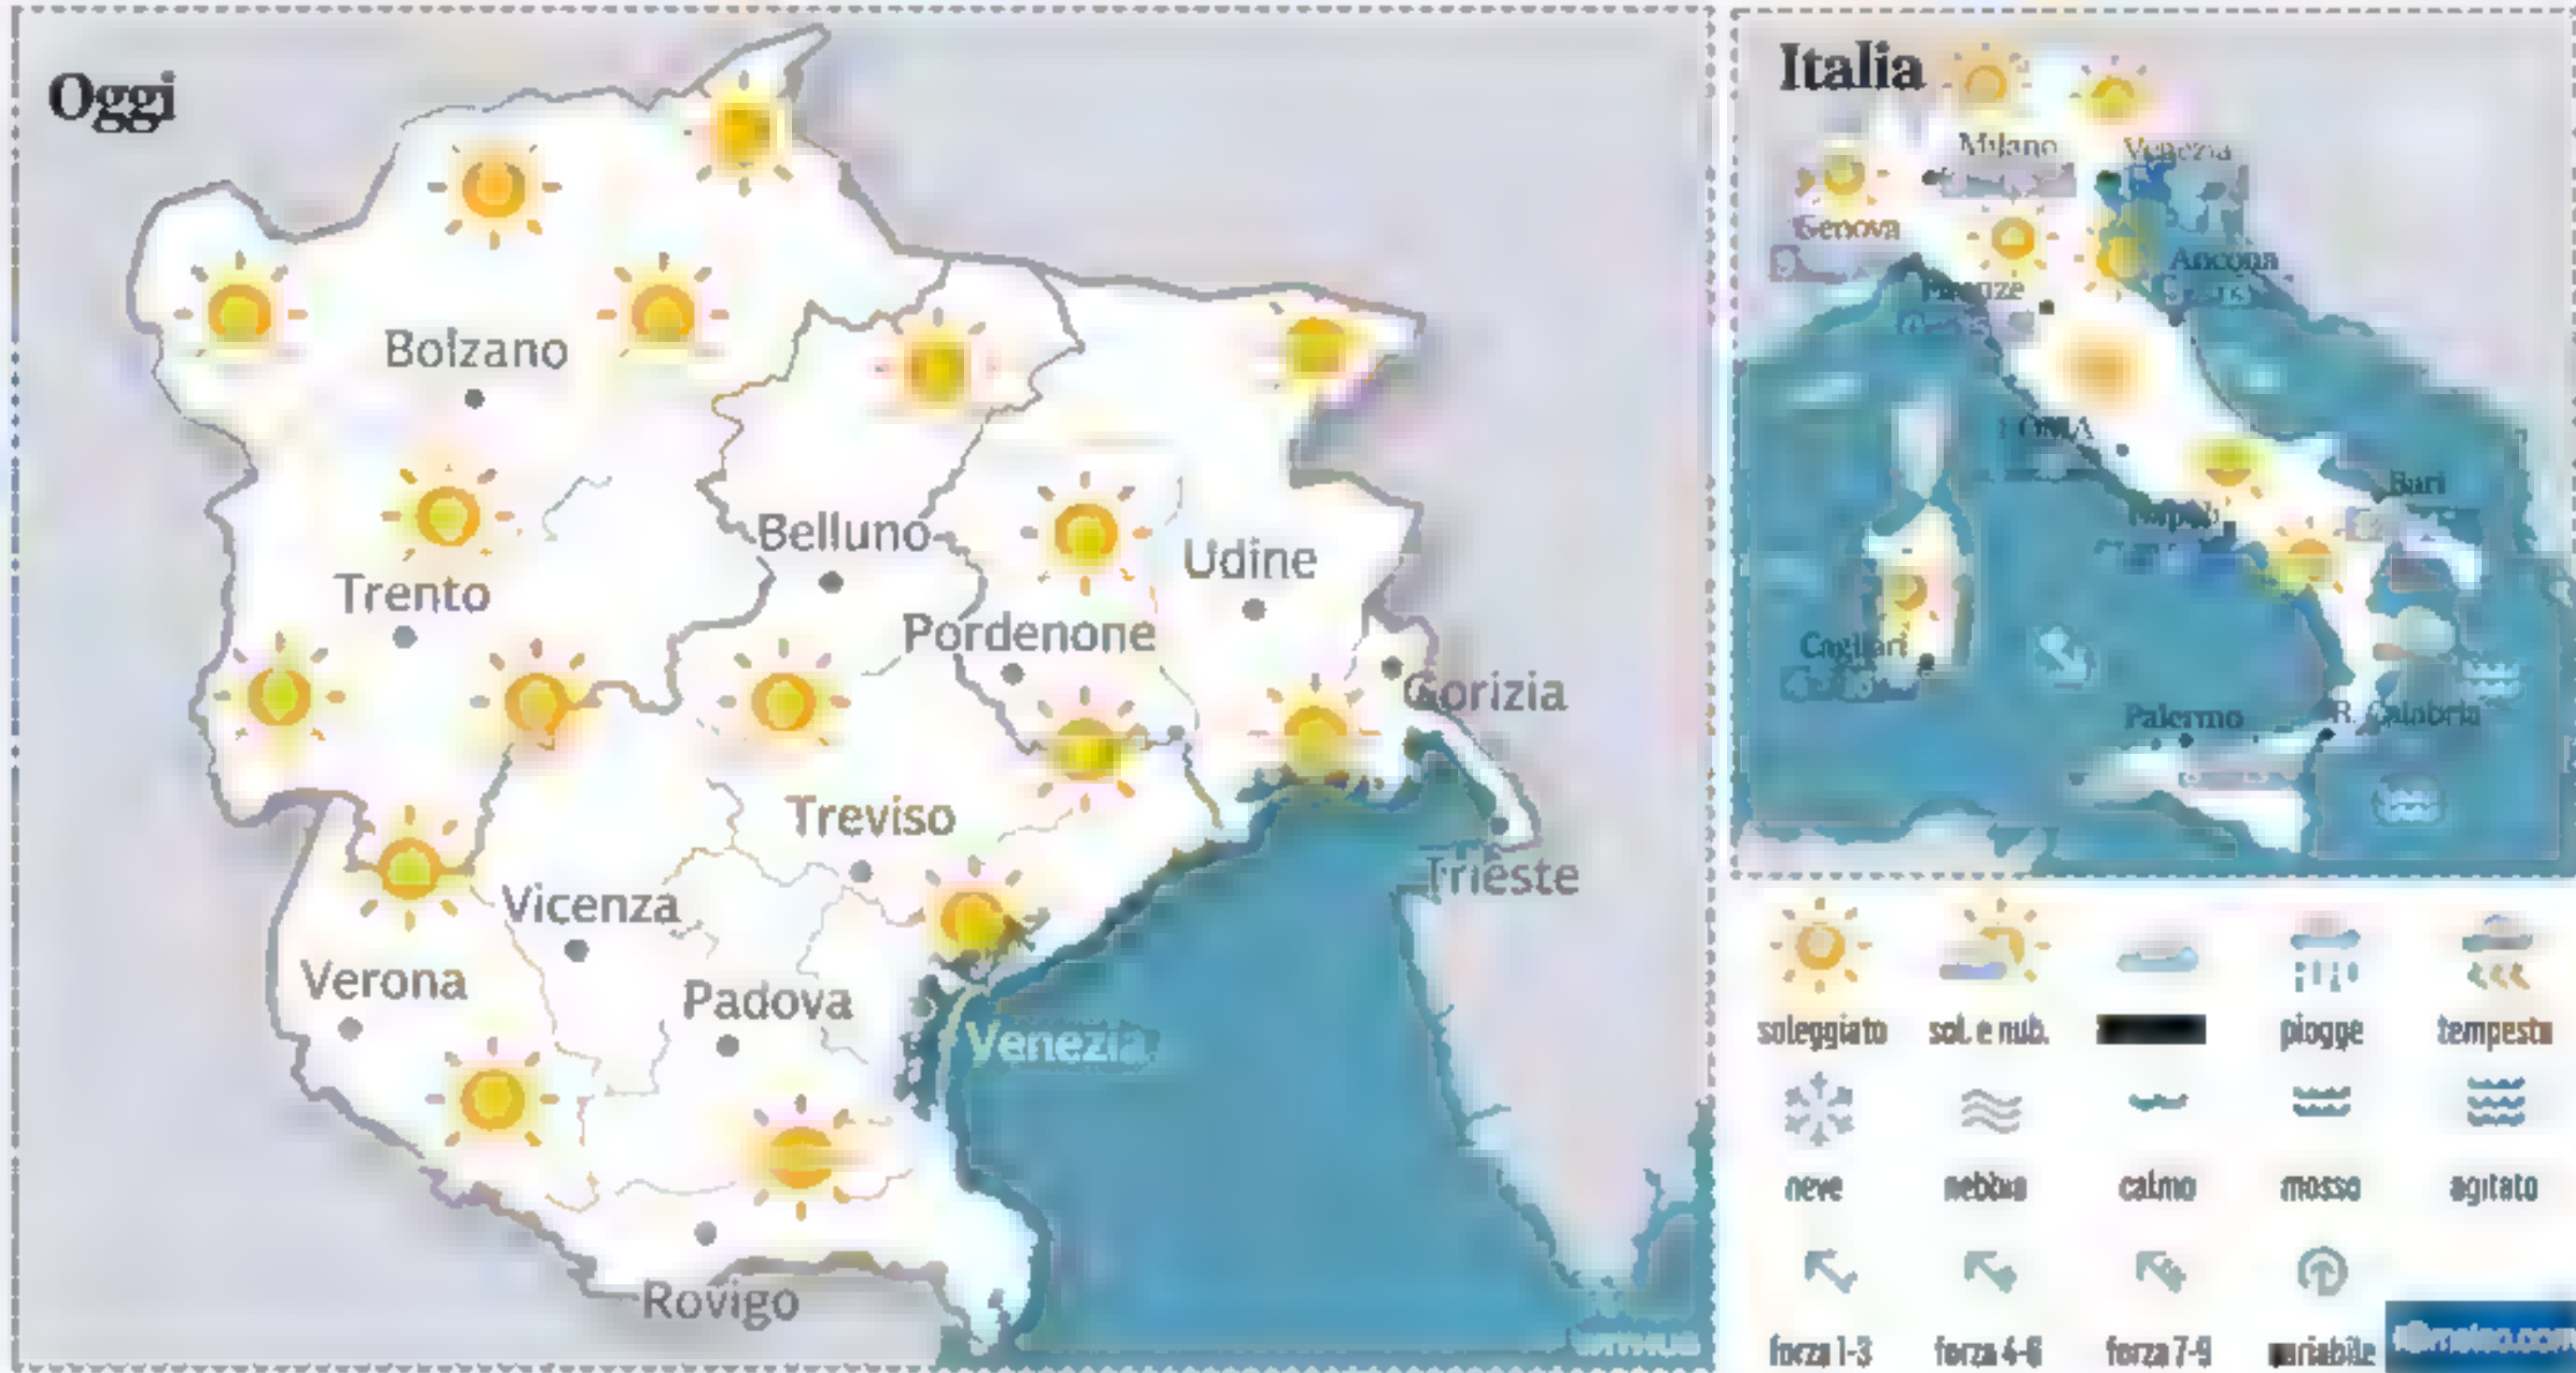 Oggi
Bolzano
Trento
Belluno
Udine
Pordenone
Gorizia
Treviso
Trieste
Vicenza
Verona
Padova
Venezia
Rovigo
Italia
Milano
Venezia
Genova
Ancona
ROMA
Bari
Cagliari
Palermo
R. Calabria
soleggiato sol. e nub. piogge tempesta
neve nebbia calmo mosso agitato
forza 1-3 forza 4-6 forza 7-9 variabile